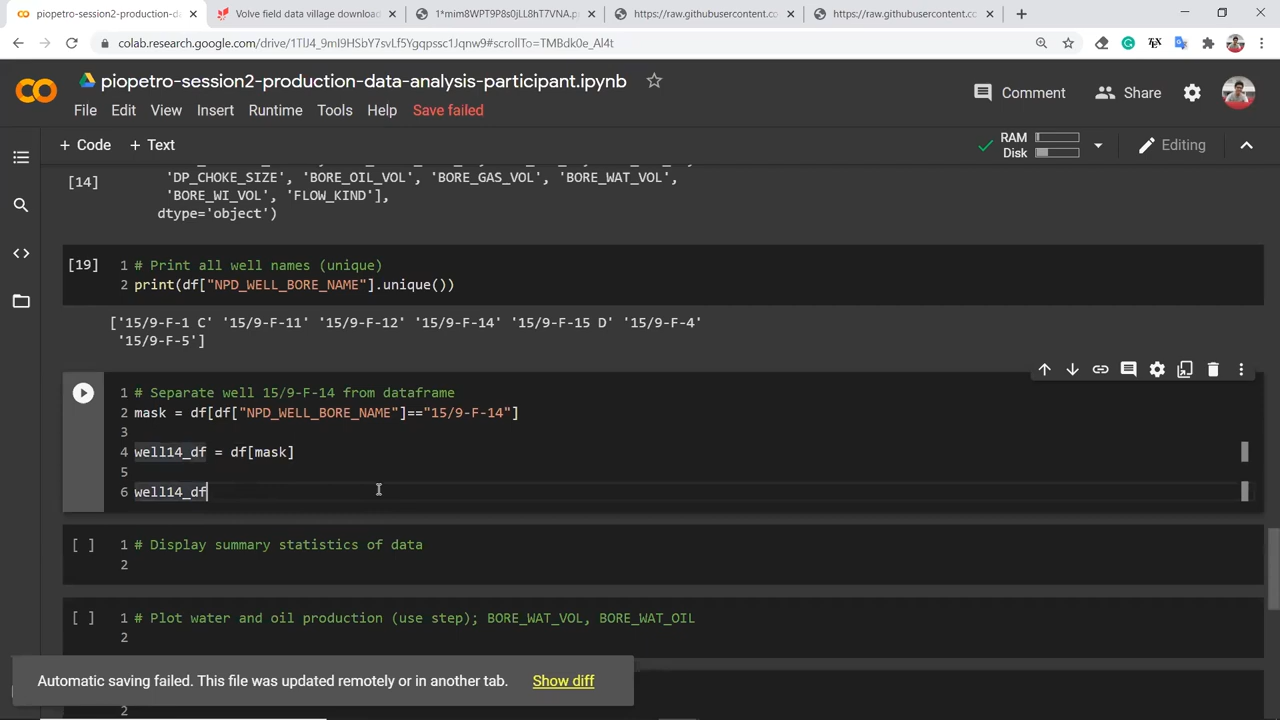 piopetro-session2-production-da
Volve field data village download
1*mim8WPT9P8s0jLL8hT7VNA.p
https://raw.githubusercontent.co
https://raw.githubusercontent.co
colab.research.google.com/drive/1TlJ4_9mI9HSbY7svLf5Ygqpssc1Jqnw9#scrollTo=TMBdk0e_Al4t
piopetro-session2-production-data-analysis-participant.ipynb
Comment
Share
File Edit View Insert Runtime Tools Help Save failed
+ Code + Text
RAM
Disk
Editing
[14]
'DP_CHOKE_SIZE', 'BORE_OIL_VOL', 'BORE_GAS_VOL', 'BORE_WAT_VOL',
'BORE_WI_VOL', 'FLOW_KIND'],
dtype='object')
[19]
1 # Print all well names (unique)
2 print(df["NPD_WELL_BORE_NAME"].unique())
['15/9-F-1 C' '15/9-F-11' '15/9-F-12' '15/9-F-14' '15/9-F-15 D' '15/9-F-4'
'15/9-F-5']
1 # Separate well 15/9-F-14 from dataframe
2 mask = df[df["NPD_WELL_BORE_NAME"]=="15/9-F-14"]
3
4 well14_df = df[mask]
5
6 well14_df
[ ] 1 # Display summary statistics of data
2
[ ] 1 # Plot water and oil production (use step); BORE_WAT_VOL, BORE_WAT_OIL
2
Automatic saving failed. This file was updated remotely or in another tab. Show diff
2